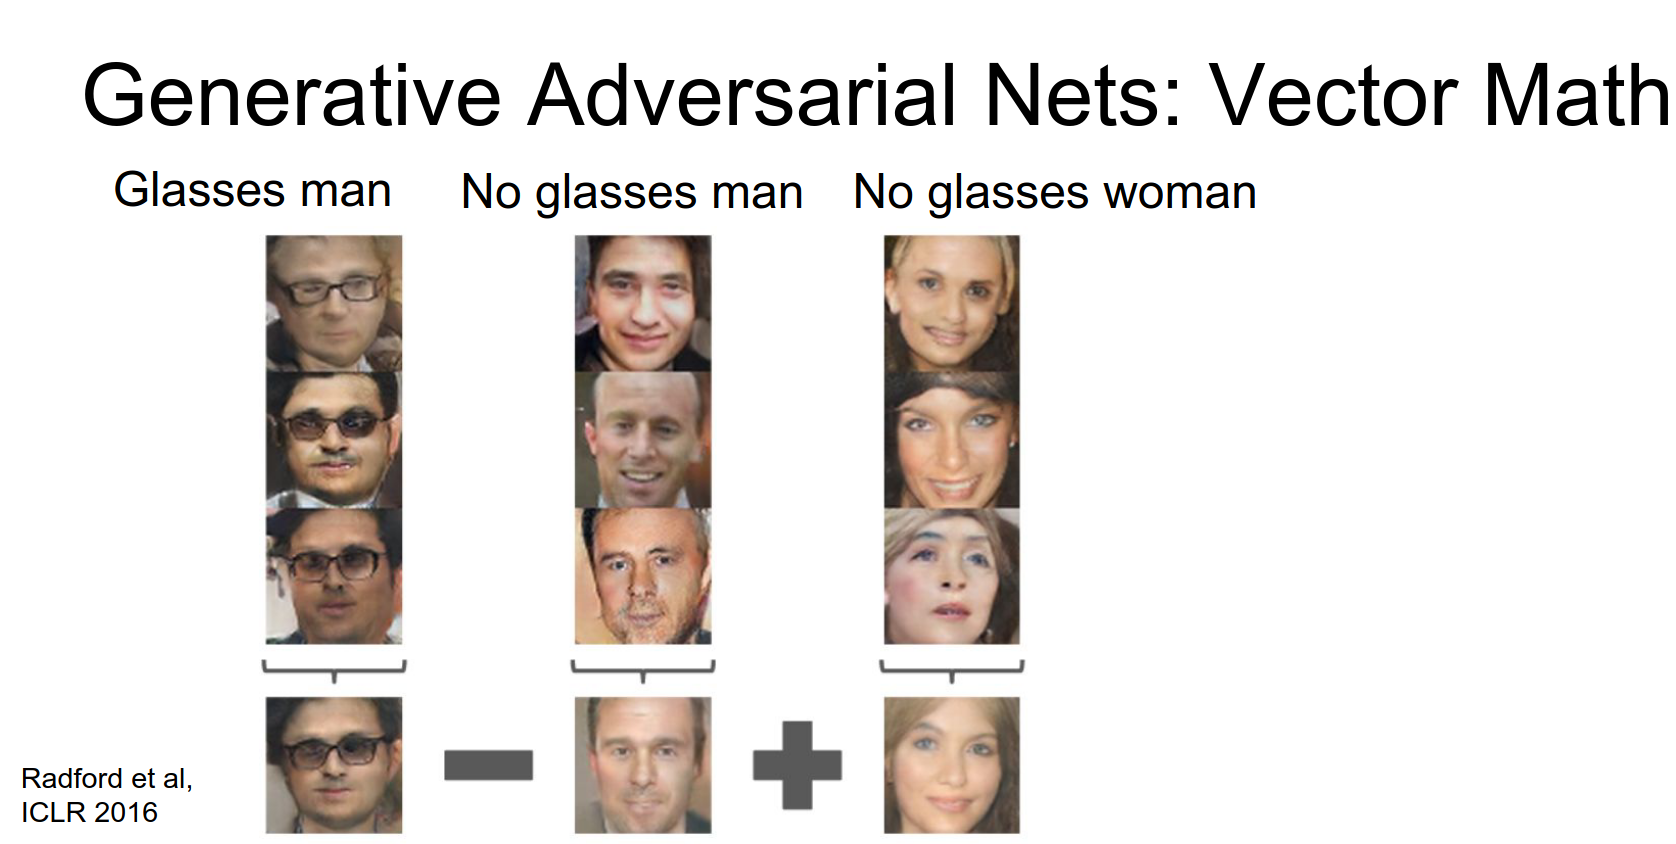 Generative Adversarial Nets: Vector Math
Glasses man
No glasses man
No glasses woman
Radford et al,
ICLR 2016